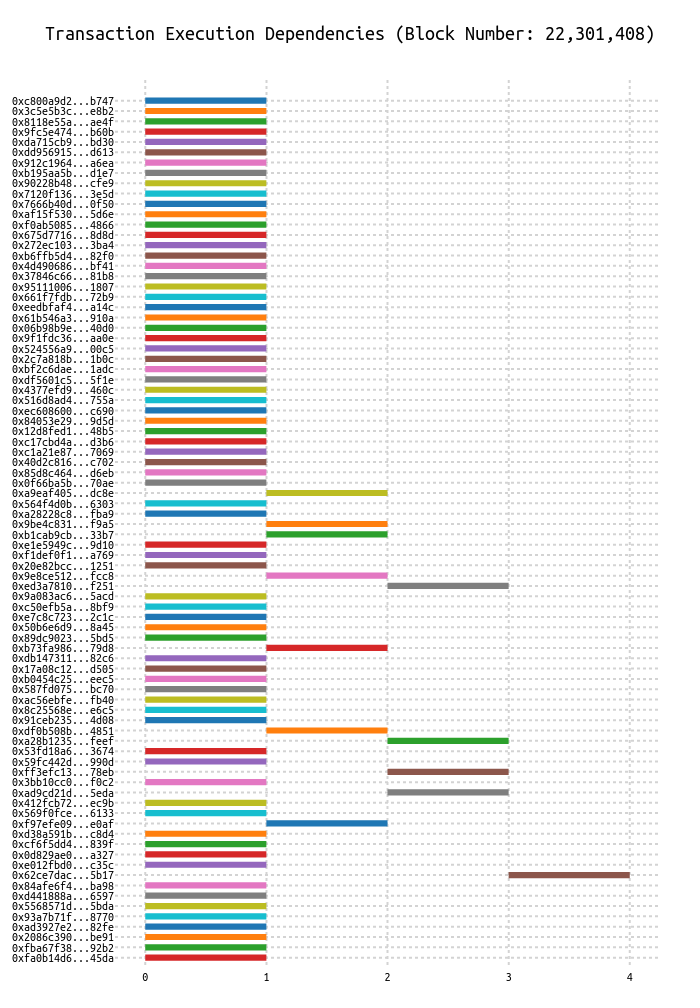 Transaction Execution Dependencies (Block Number: 22,301,408)
0xc800a9d2...b747
0x3c5e5b3c...e8b2
0x8118e55a...ae4f
0x9fc5e474...b60b
0xda715cb9...bd30
0xdd956915...d613
0x912c1964...a6ea
0xb195aa5b...d1e7
0x90228b48...cfe9
0x7120f136...3e5d
0x7666b40d...0f50
0xaf15f530...5d6e
0xf0ab5085...4866
0x675d7716...8d8d
0x272ec103...3ba4
0xb6ffb5d4...82f0
0x4d490686...bf41
0x37846c66...81b8
0x95111006...1807
0x661f7fdb...72b9
0xeedbfaf4...a14c
0x61b546a3...910a
0x06b98b9e...40d0
0x9f1fdc36...aa0e
0x524556a9...00c5
0x2c7a818b...1b0c
0xbf2c6dae...1adc
0xdf5601c5...5f1e
0x4377efd9...460c
0x516d8ad4...755a
0xec608600...c690
0x84053e29...9d5d
0x12d8fed1...48b5
0xc17cbd4a...d3b6
0xc1a21e87...7069
0x40d2c816...c702
0x85d8c464...d6eb
0x0f66ba5b...70ae
0xa9eaf405...dc8e
0x564f4d0b...6303
0xa28228c8...fba9
0x9be4c831...f9a5
0xb1cab9cb...33b7
0xe1e5949c...9d10
0xf1def0f1...a769
0x20e82bcc...1251
0x9e8ce512...fcc8
0xed3a7810...f251
0x9a083ac6...5acd
0xc50efb5a...8bf9
0xe7c8c723...2c1c
0x50b6e6d9...8a45
0x89dc9023...5bd5
0xb73fa986...79d8
0xdb147311...82c6
0x17a08c12...d505
0xb0454c25...eec5
0x587fd075...bc70
0xac56ebfe...fb40
0x8c25568e...e6c5
0x91ceb235...4d08
0xdf0b508b...4851
0xa28b1235...feef
0x53fd18a6...3674
0x59fc442d...990d
0xff3efc13...78eb
0x3bb10cc0...f0c2
0xad9cd21d...5eda
0x412fcb72...ec9b
0x569f0fce...6133
0xf97efe09...e0af
0xd38a591b...c8d4
0xcf6f5dd4...839f
0x0d829ae0...a327
0xe012fbd0...c35c
0x62ce7dac...5b17
0x84afe6f4...ba98
0xd441888a...6597
0x5568571d...5bda
0x93a7b71f...8770
0xad3927e2...82fe
0x2086c390...be91
0xfba67f38...92b2
0xfa0b14d6...45da
0 1 2 3 4